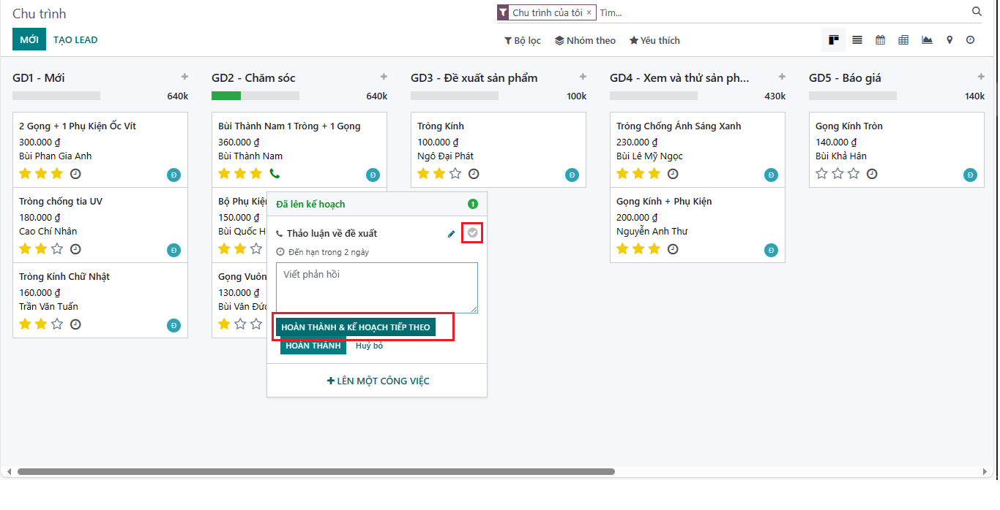 Chu trình
Chu trình của tôi × Tìm...
MỚI TẠO LEAD
Bộ lọc Nhóm theo Yêu thích
GD1 - Mới +
640k
2 Gọng + 1 Phụ Kiện Ốc Vít
300.000 ₫
Bùi Phan Gia Anh
Đ
Tròng chống tia UV
180.000 ₫
Cao Chí Nhân
Đ
Tròng Kính Chữ Nhật
160.000 ₫
Trần Văn Tuấn
Đ
GD2 - Chăm sóc +
640k
Bùi Thành Nam 1 Tròng + 1 Gọng
360.000 ₫
Bùi Thành Nam
Đ
Bộ Phụ Kiện
150.000 ₫
Bùi Quốc H
Gọng Vuôn
130.000 ₫
Bùi Văn Đức
Đã lên kế hoạch 1
Thảo luận về đề xuất
Đến hạn trong 2 ngày
Viết phản hồi
HOÀN THÀNH & KẾ HOẠCH TIẾP THEO
HOÀN THÀNH Huỷ bỏ
+ LÊN MỘT CÔNG VIỆC
GD3 - Đề xuất sản phẩm +
100k
Tròng Kính
100.000 ₫
Ngô Đại Phát
Đ
GD4 - Xem và thử sản ph... +
430k
Tròng Chống Ánh Sáng Xanh
230.000 ₫
Bùi Lê Mỹ Ngọc
Đ
Gọng Kính + Phụ Kiện
200.000 ₫
Nguyễn Anh Thư
Đ
GD5 - Báo giá +
140k
Gọng Kính Tròn
140.000 ₫
Bùi Khả Hân
Đ